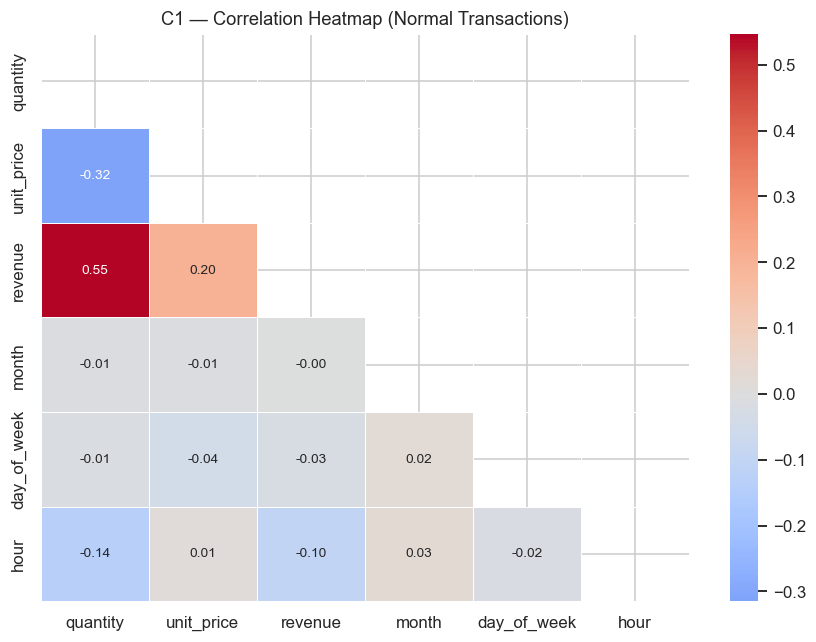 C1 — Correlation Heatmap (Normal Transactions)
quantity
unit_price
-0.32
revenue
0.55 0.20
month
-0.01 -0.01 -0.00
day_of_week
-0.01 -0.04 -0.03 0.02
hour
-0.14 0.01 -0.10 0.03 -0.02
quantity unit_price revenue month day_of_week hour
0.5
0.4
0.3
0.2
0.1
0.0
−0.1
−0.2
−0.3